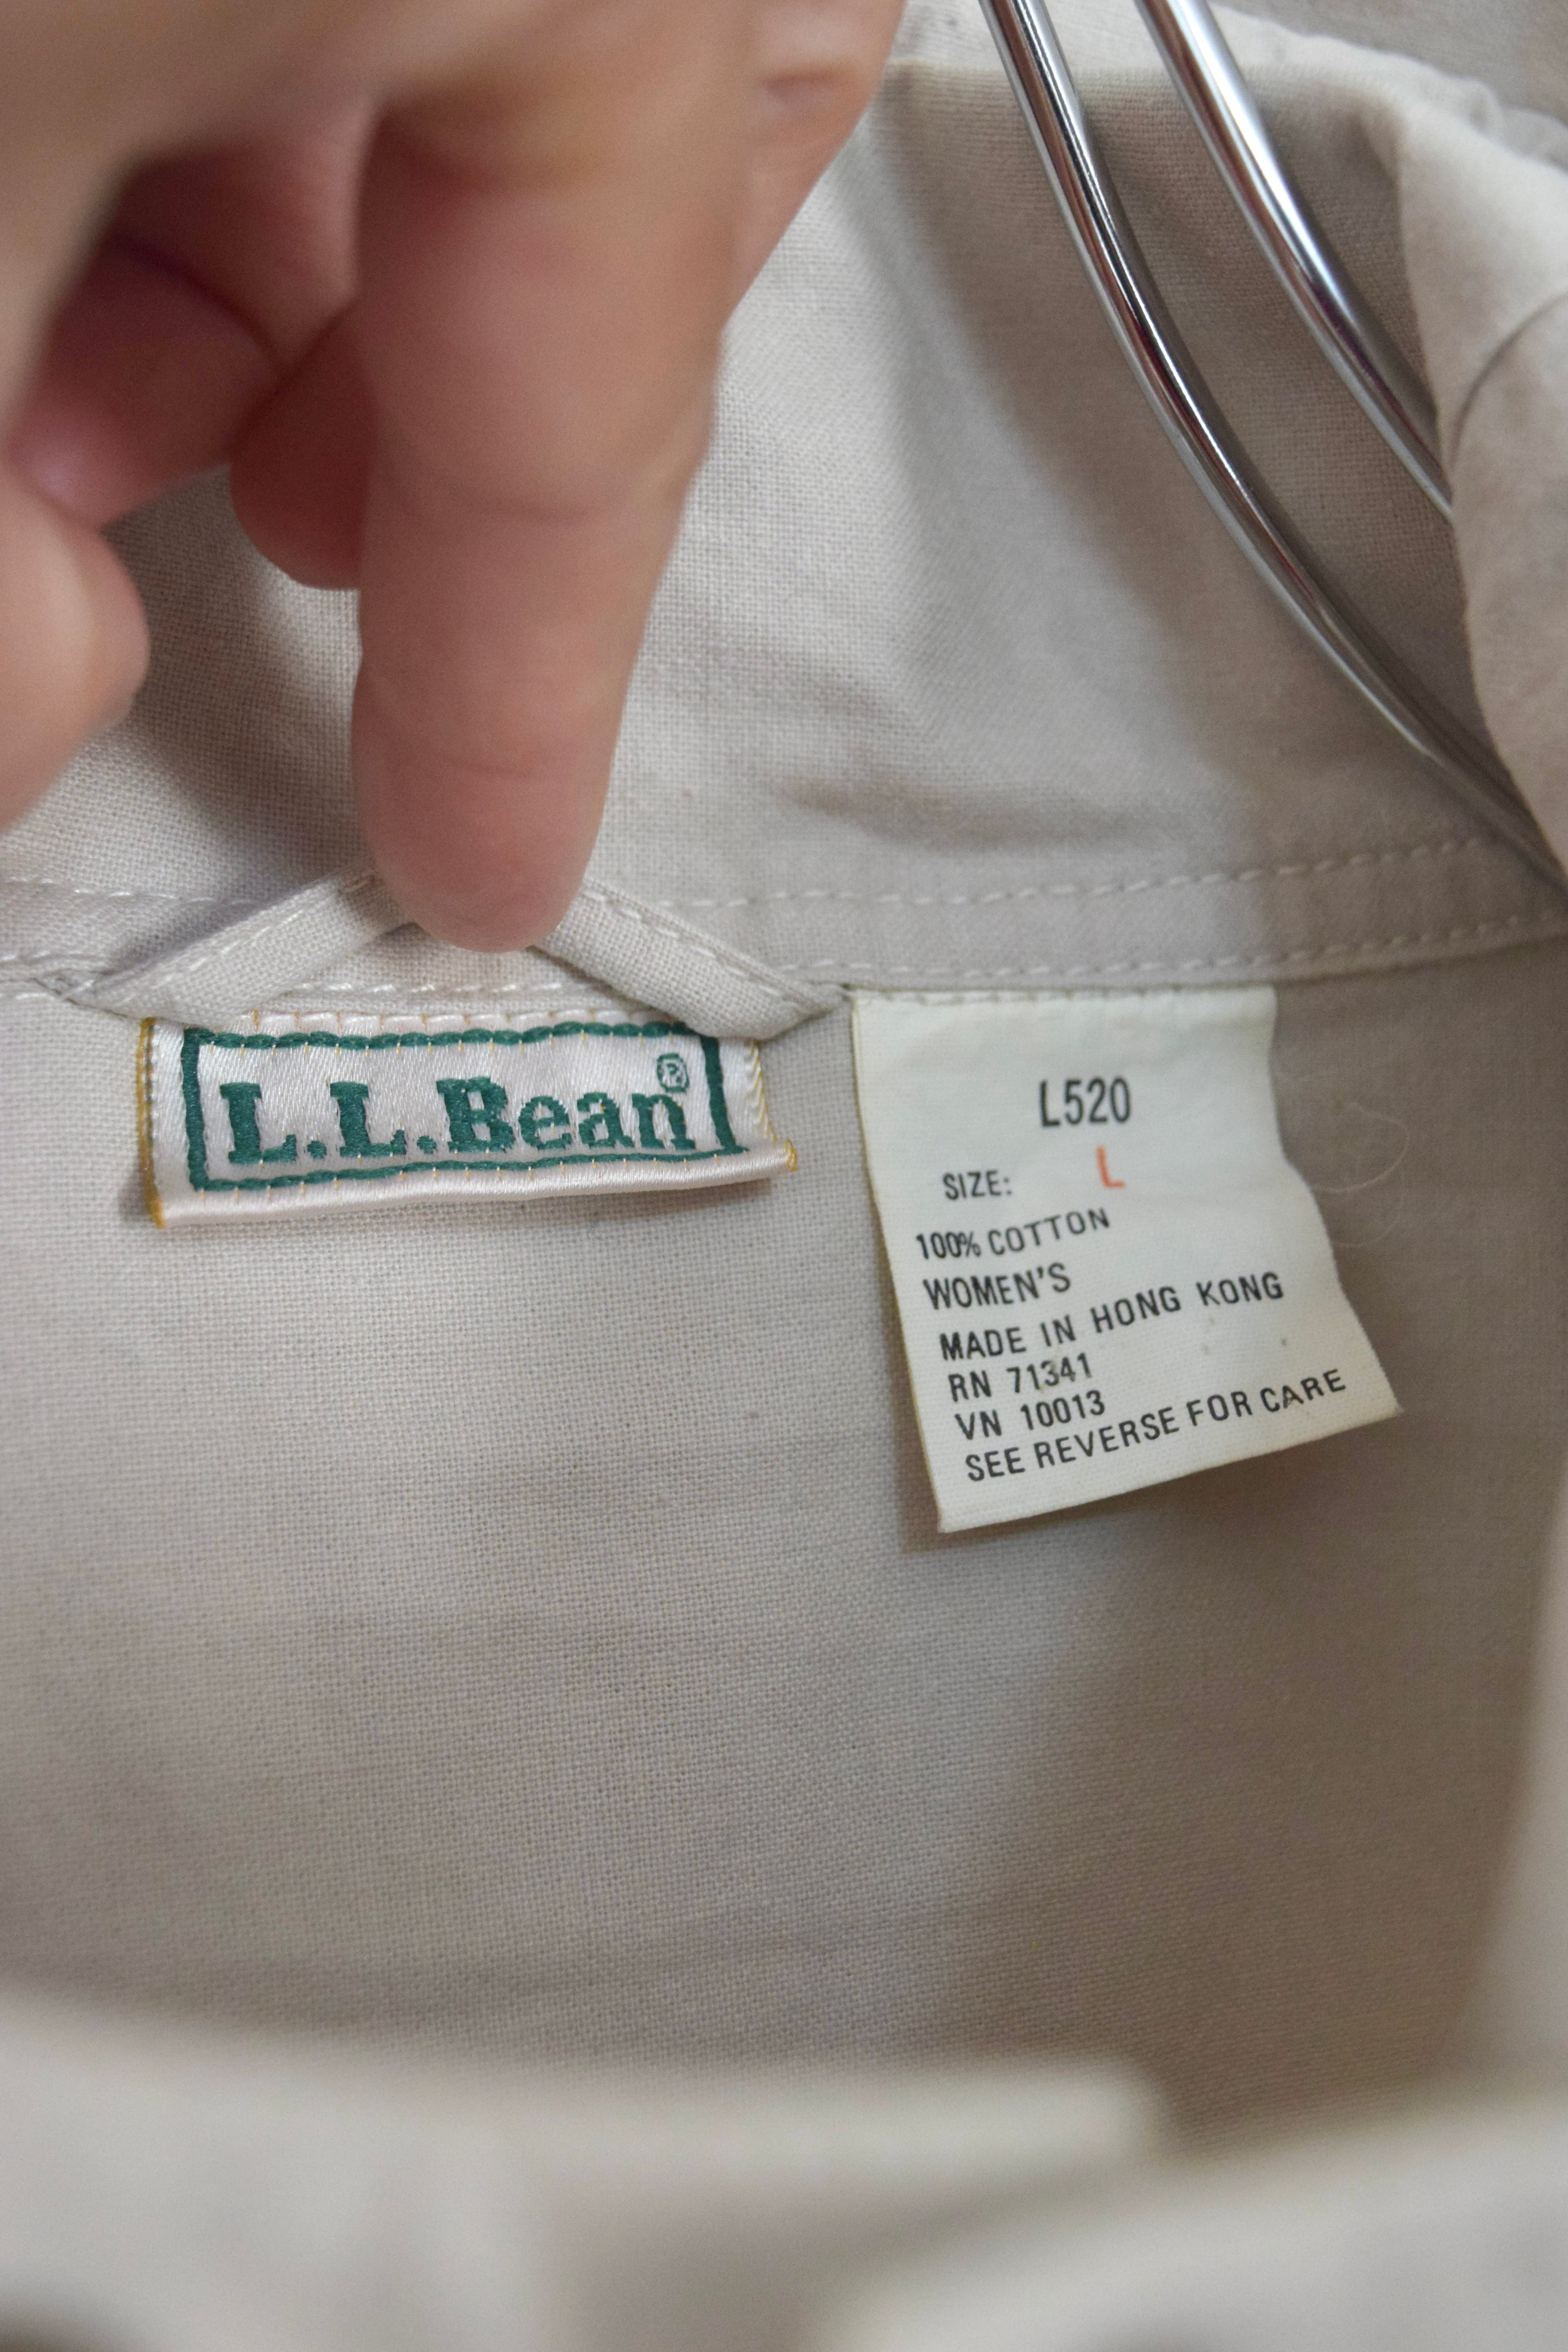 L.L.Bean®
L520
SIZE: L
100% COTTON
WOMEN'S
MADE IN HONG KONG
RN 71341
VN 10013
SEE REVERSE FOR CARE